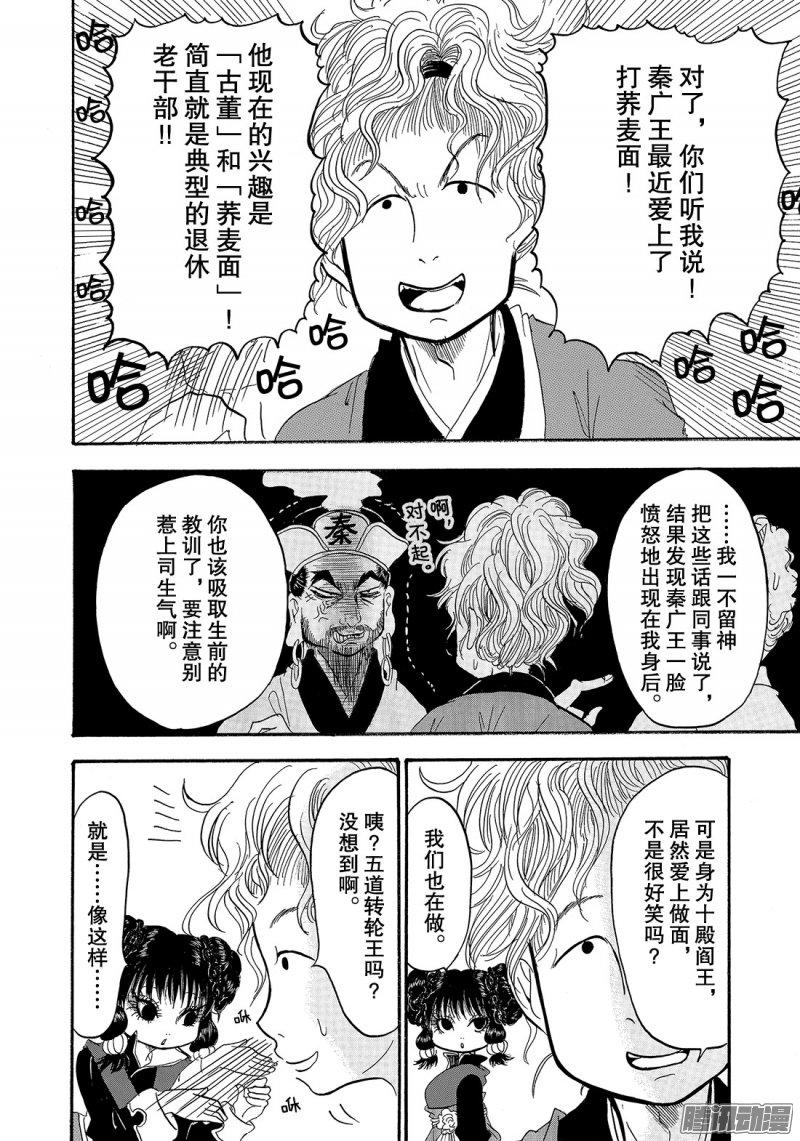 对了，你们听我说！
秦广王最近爱上了
打荞麦面！
他现在的兴趣是
「古董」和「荞麦面」！
简直就是典型的退休
老干部!!
哈
哈
哈
哈
哈
哈
哈
哈
哈
哈
哈
哈
……我一不留神
把这些话跟同事说了，
结果发现秦广王一脸
愤怒地出现在我身后。
啊，
对不起。
秦
你也该吸取生前的
教训了，要注意别
惹上司生气啊。
可是身为十殿阎王，
居然爱上做面，
不是很好笑吗？
我们也在做。
咦？五道转轮王吗？
没想到啊。
就是……像这样……
咻
咻
腾讯动漫